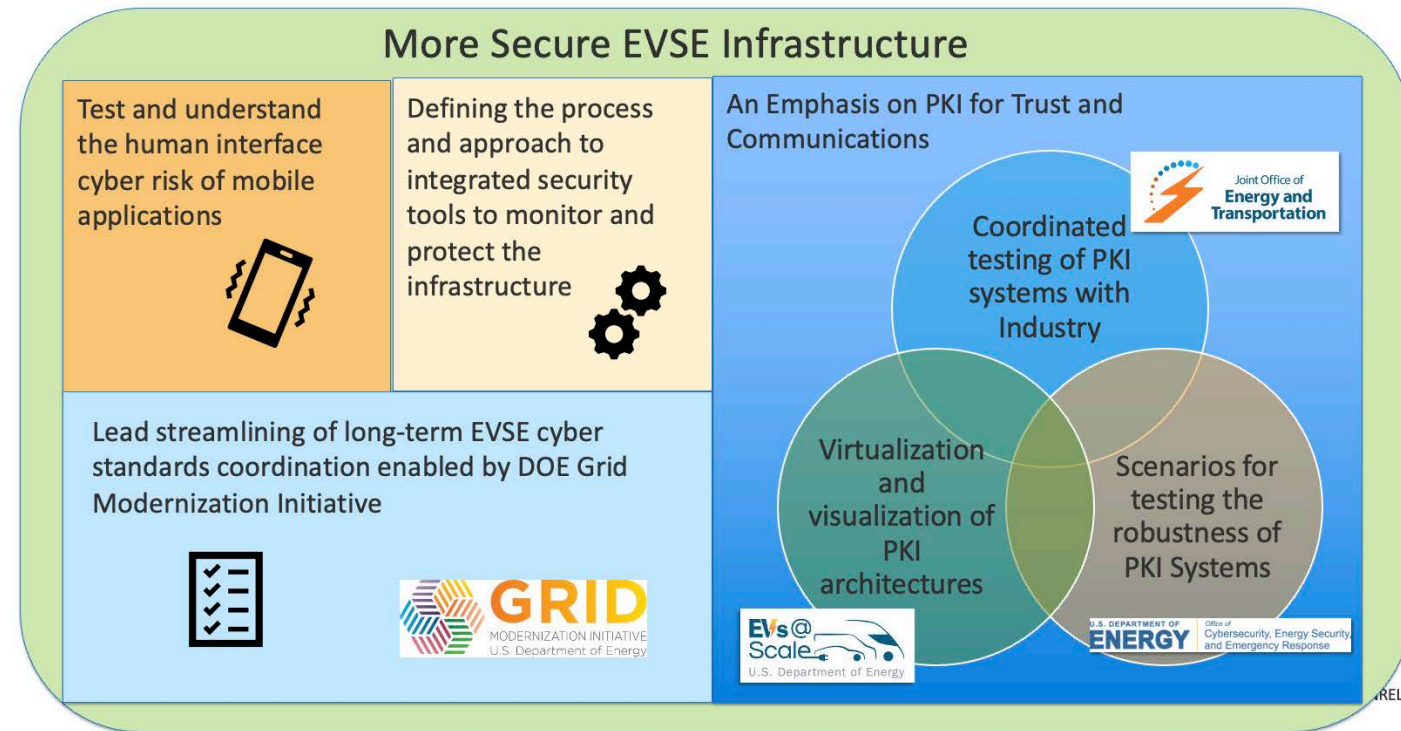 More Secure EVSE Infrastructure
Test and understand
the human interface
cyber risk of mobile
applications
Defining the process
and approach to
integrated security
tools to monitor and
protect the
infrastructure
Lead streamlining of long-term EVSE cyber
standards coordination enabled by DOE Grid
Modernization Initiative
GRID
MODERNIZATION INITIATIVE
U.S. Department of Energy
An Emphasis on PKI for Trust and
Communications
Joint Office of
Energy and
Transportation
Coordinated
testing of PKI
systems with
Industry
Virtualization
and
visualization of
PKI
architectures
Scenarios for
testing the
robustness of
PKI Systems
EVs@
Scale
U.S. Department of Energy
U.S. DEPARTMENT OF
ENERGY
Office of
Cybersecurity, Energy Security,
and Emergency Response
NREL